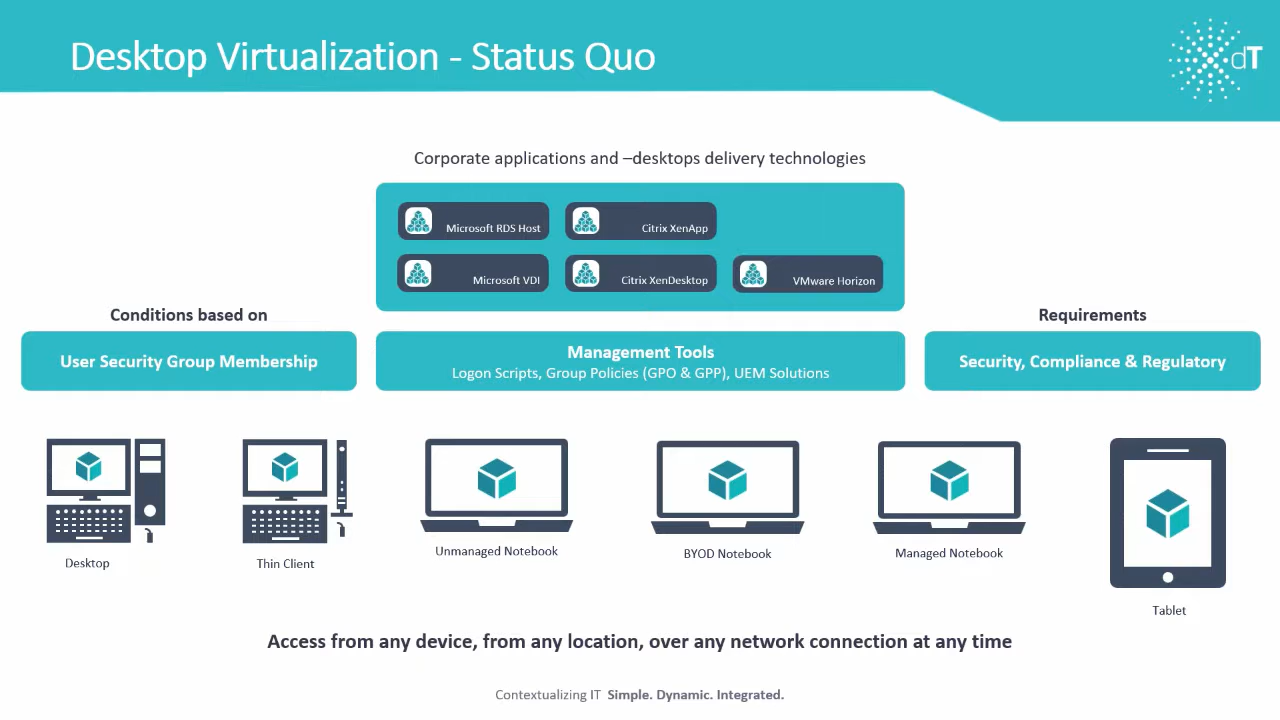 Desktop Virtualization - Status Quo
dT
Corporate applications and –desktops delivery technologies
Microsoft RDS Host
Citrix XenApp
Microsoft VDI
Citrix XenDesktop
VMware Horizon
Conditions based on
Requirements
User Security Group Membership
Management Tools
Logon Scripts, Group Policies (GPO & GPP), UEM Solutions
Security, Compliance & Regulatory
Desktop
Thin Client
Unmanaged Notebook
BYOD Notebook
Managed Notebook
Tablet
Access from any device, from any location, over any network connection at any time
Contextualizing IT Simple. Dynamic. Integrated.